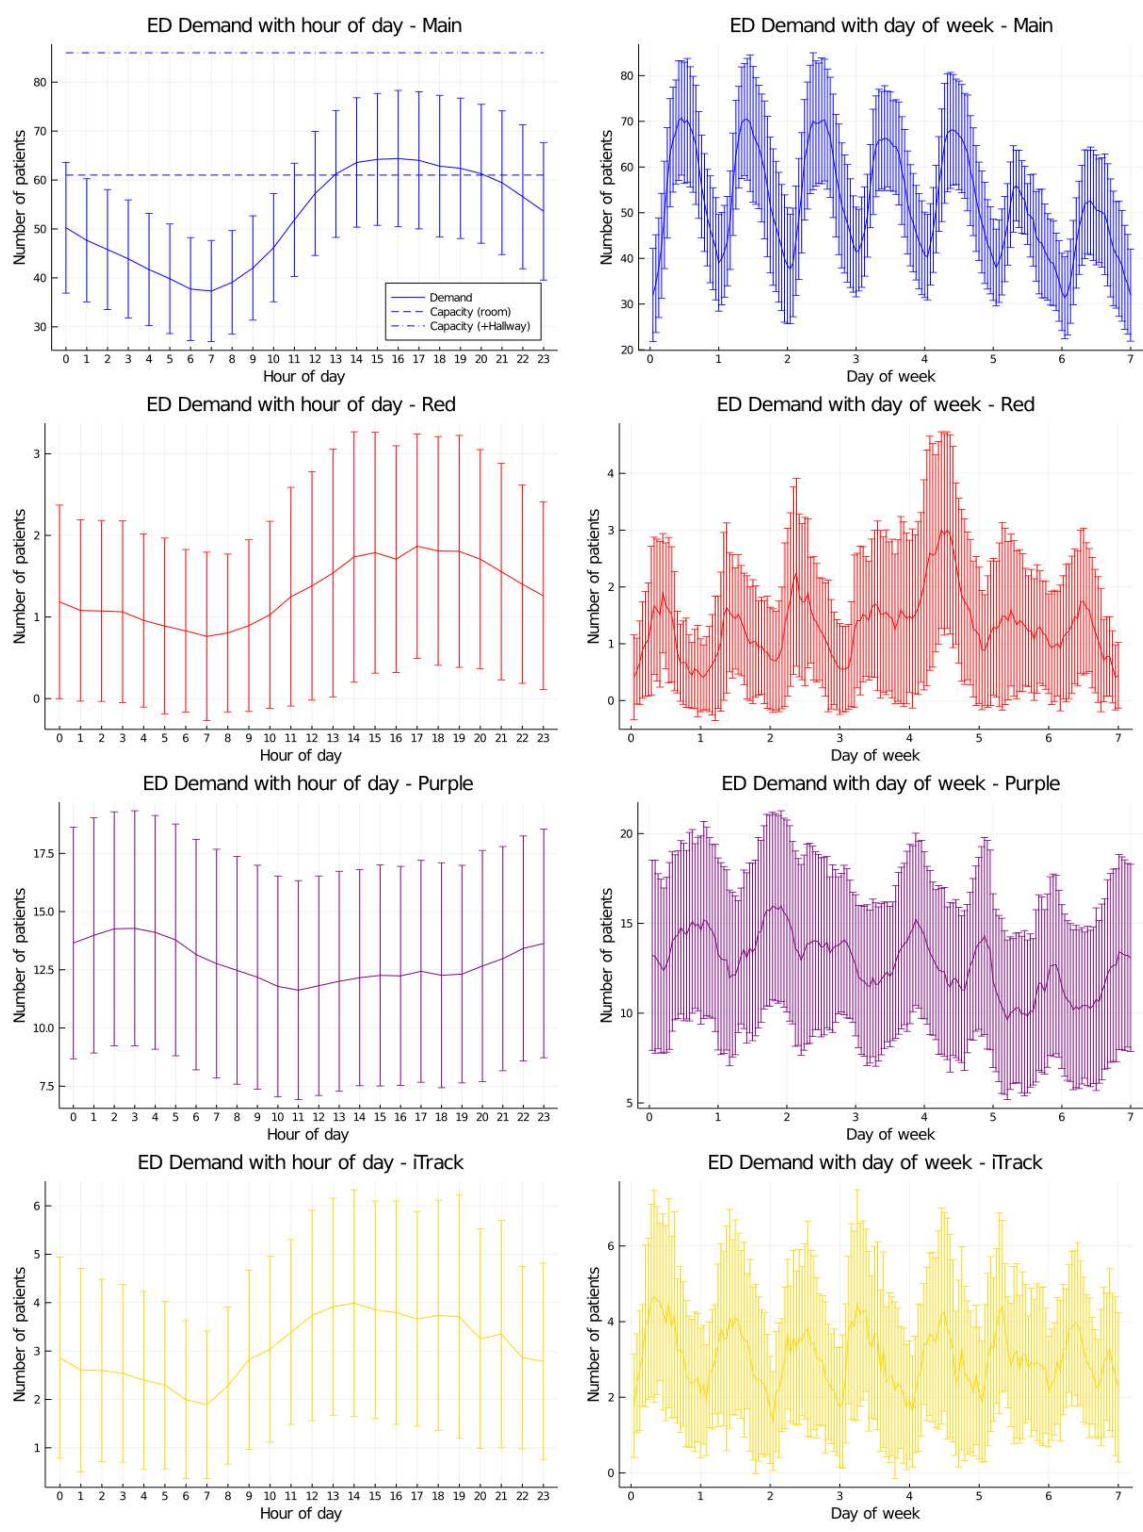 ED Demand with hour of day - Main
Number of patients
80
70
60
50
40
30
Demand
Capacity (room)
Capacity (+Hallway)
0 1 2 3 4 5 6 7 8 9 10 11 12 13 14 15 16 17 18 19 20 21 22 23
Hour of day
ED Demand with day of week - Main
Number of patients
80
70
60
50
40
30
20
0 1 2 3 4 5 6 7
Day of week
ED Demand with hour of day - Red
Number of patients
3
2
1
0
0 1 2 3 4 5 6 7 8 9 10 11 12 13 14 15 16 17 18 19 20 21 22 23
Hour of day
ED Demand with day of week - Red
Number of patients
4
3
2
1
0
0 1 2 3 4 5 6 7
Day of week
ED Demand with hour of day - Purple
Number of patients
17.5
15.0
12.5
10.0
7.5
0 1 2 3 4 5 6 7 8 9 10 11 12 13 14 15 16 17 18 19 20 21 22 23
Hour of day
ED Demand with day of week - Purple
Number of patients
20
15
10
5
0 1 2 3 4 5 6 7
Day of week
ED Demand with hour of day - iTrack
Number of patients
6
5
4
3
2
1
0 1 2 3 4 5 6 7 8 9 10 11 12 13 14 15 16 17 18 19 20 21 22 23
Hour of day
ED Demand with day of week - iTrack
Number of patients
6
4
2
0
0 1 2 3 4 5 6 7
Day of week